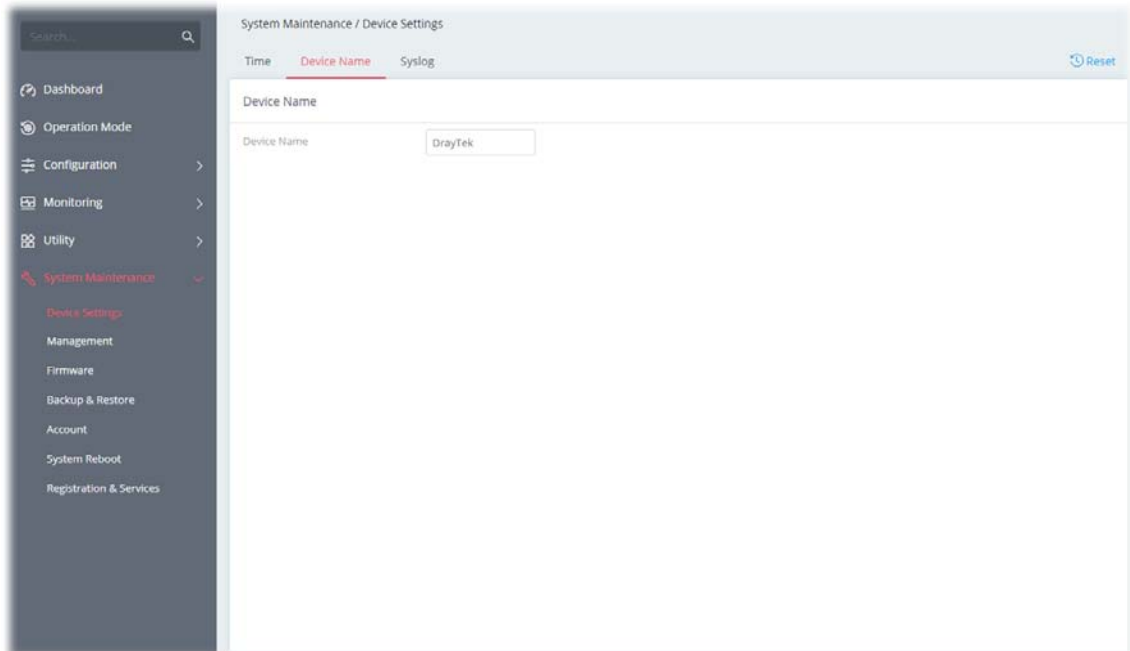 Search...
Dashboard
Operation Mode
Configuration
Monitoring
Utility
System Maintenance
Device Settings
Management
Firmware
Backup & Restore
Account
System Reboot
Registration & Services
System Maintenance / Device Settings
Time Device Name Syslog Reset
Device Name
Device Name DrayTek